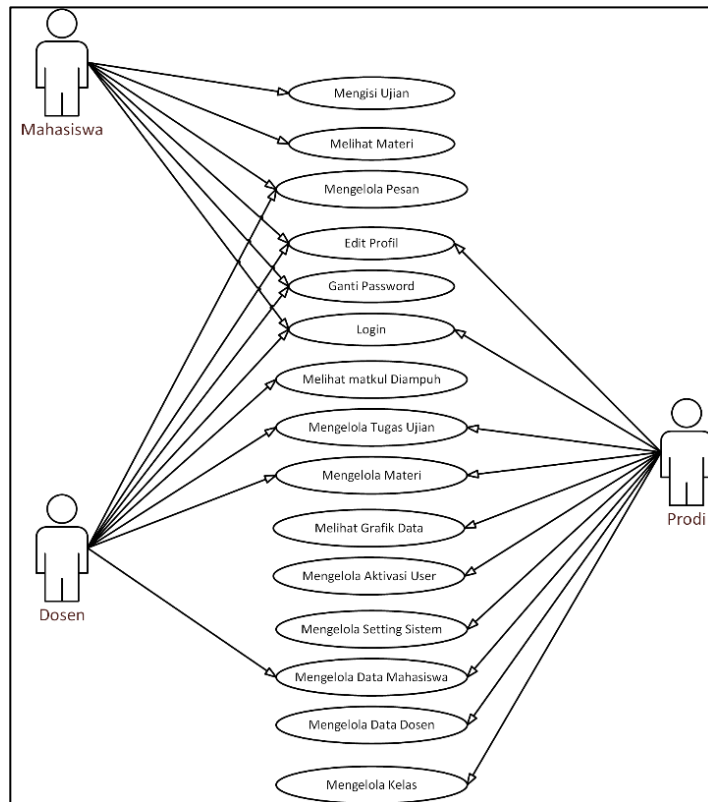 Mahasiswa
Mengisi Ujian
Melihat Materi
Mengelola Pesan
Edit Profil
Ganti Password
Login
Melihat matkul Diampuh
Mengelola Tugas Ujian
Mengelola Materi
Prodi
Melihat Grafik Data
Mengelola Aktivasi User
Dosen
Mengelola Setting Sistem
Mengelola Data Mahasiswa
Mengelola Data Dosen
Mengelola Kelas